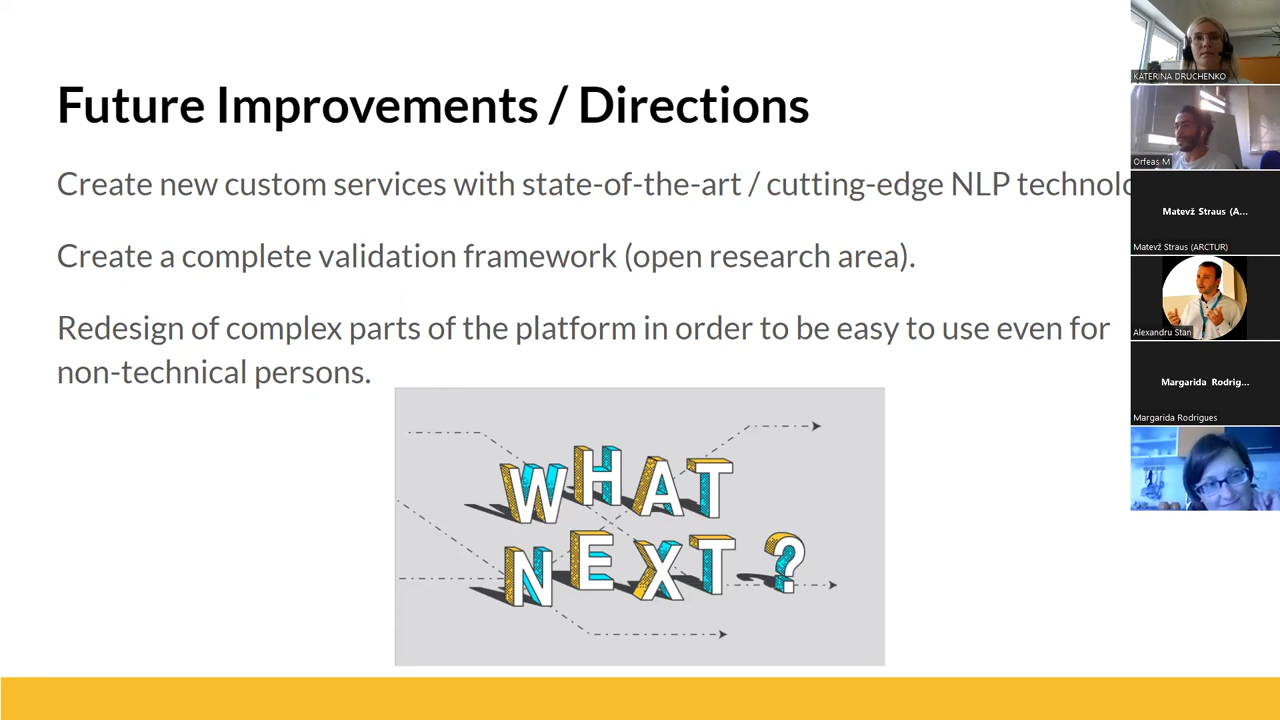 Future Improvements / Directions
Create new custom services with state-of-the-art / cutting-edge NLP technolo
Create a complete validation framework (open research area).
Redesign of complex parts of the platform in order to be easy to use even for
non-technical persons.
WHAT
NEXT ?
KATERINA DRUCHENKO
Orfeas M
Matevž Straus (A...
Matevž Straus (ARCTUR)
Alexandru Stan
Margarida Rodrig...
Margarida Rodrigues